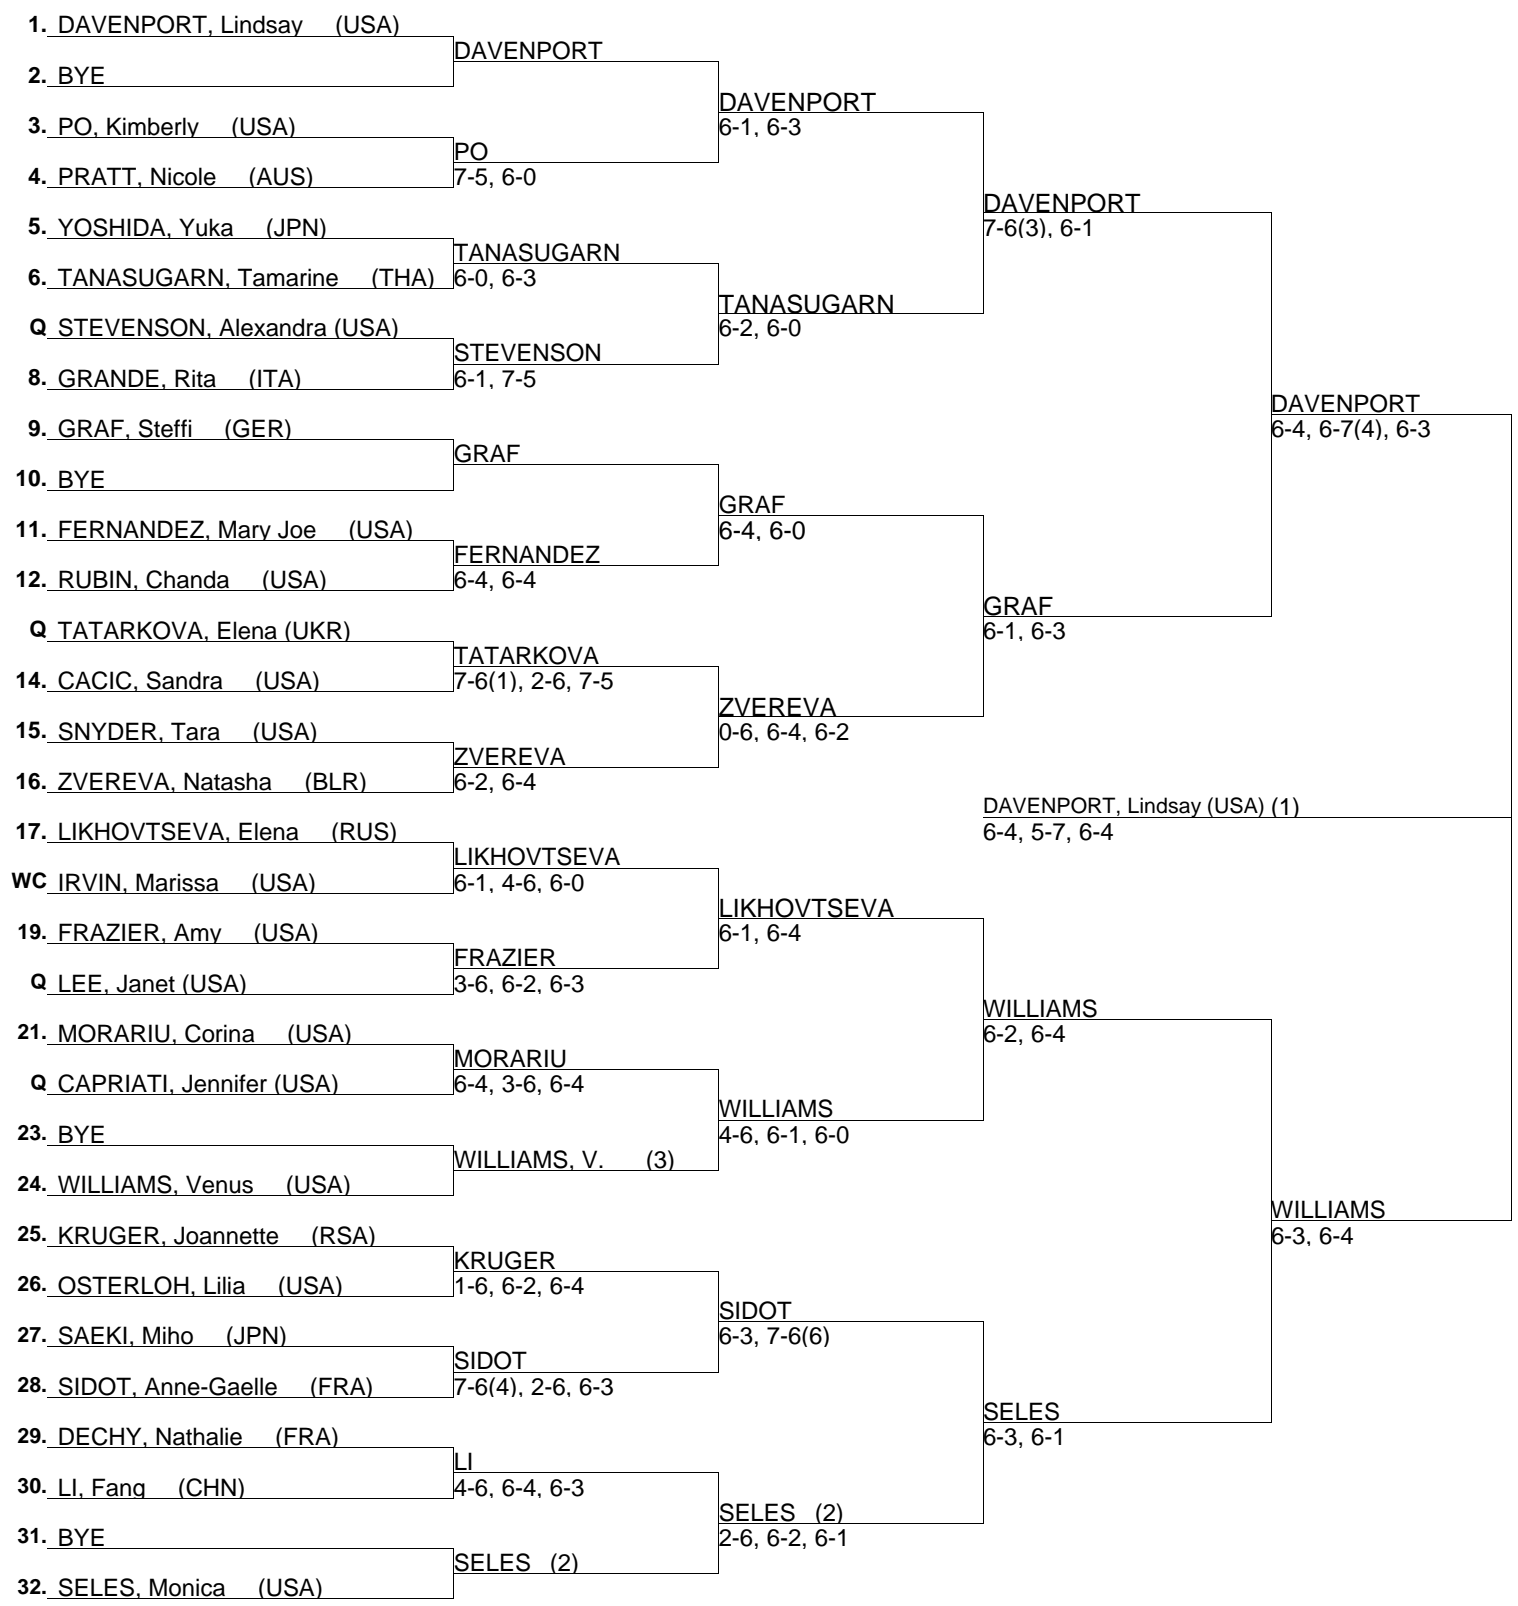 1. DAVENPORT, Lindsay (USA)
DAVENPORT
2. BYE
DAVENPORT
6-1, 6-3
3. PO, Kimberly (USA)
PO
7-5, 6-0
4. PRATT, Nicole (AUS)
DAVENPORT
7-6(3), 6-1
5. YOSHIDA, Yuka (JPN)
TANASUGARN
6-0, 6-3
6. TANASUGARN, Tamarine (THA)
TANASUGARN
6-2, 6-0
Q STEVENSON, Alexandra (USA)
STEVENSON
6-1, 7-5
8. GRANDE, Rita (ITA)
DAVENPORT
6-4, 6-7(4), 6-3
9. GRAF, Steffi (GER)
GRAF
10. BYE
GRAF
6-4, 6-0
11. FERNANDEZ, Mary Joe (USA)
FERNANDEZ
6-4, 6-4
12. RUBIN, Chanda (USA)
GRAF
6-1, 6-3
Q TATARKOVA, Elena (UKR)
TATARKOVA
7-6(1), 2-6, 7-5
14. CACIC, Sandra (USA)
ZVEREVA
0-6, 6-4, 6-2
15. SNYDER, Tara (USA)
ZVEREVA
6-2, 6-4
16. ZVEREVA, Natasha (BLR)
DAVENPORT, Lindsay (USA) (1)
6-4, 5-7, 6-4
17. LIKHOVTSEVA, Elena (RUS)
LIKHOVTSEVA
6-1, 4-6, 6-0
WC IRVIN, Marissa (USA)
LIKHOVTSEVA
6-1, 6-4
19. FRAZIER, Amy (USA)
FRAZIER
3-6, 6-2, 6-3
Q LEE, Janet (USA)
WILLIAMS
6-2, 6-4
21. MORARIU, Corina (USA)
MORARIU
6-4, 3-6, 6-4
Q CAPRIATI, Jennifer (USA)
WILLIAMS
4-6, 6-1, 6-0
23. BYE
WILLIAMS, V. (3)
24. WILLIAMS, Venus (USA)
WILLIAMS
6-3, 6-4
25. KRUGER, Joannette (RSA)
KRUGER
1-6, 6-2, 6-4
26. OSTERLOH, Lilia (USA)
SIDOT
6-3, 7-6(6)
27. SAEKI, Miho (JPN)
SIDOT
7-6(4), 2-6, 6-3
28. SIDOT, Anne-Gaelle (FRA)
SELES
6-3, 6-1
29. DECHY, Nathalie (FRA)
LI
4-6, 6-4, 6-3
30. LI, Fang (CHN)
SELES (2)
2-6, 6-2, 6-1
31. BYE
SELES (2)
32. SELES, Monica (USA)